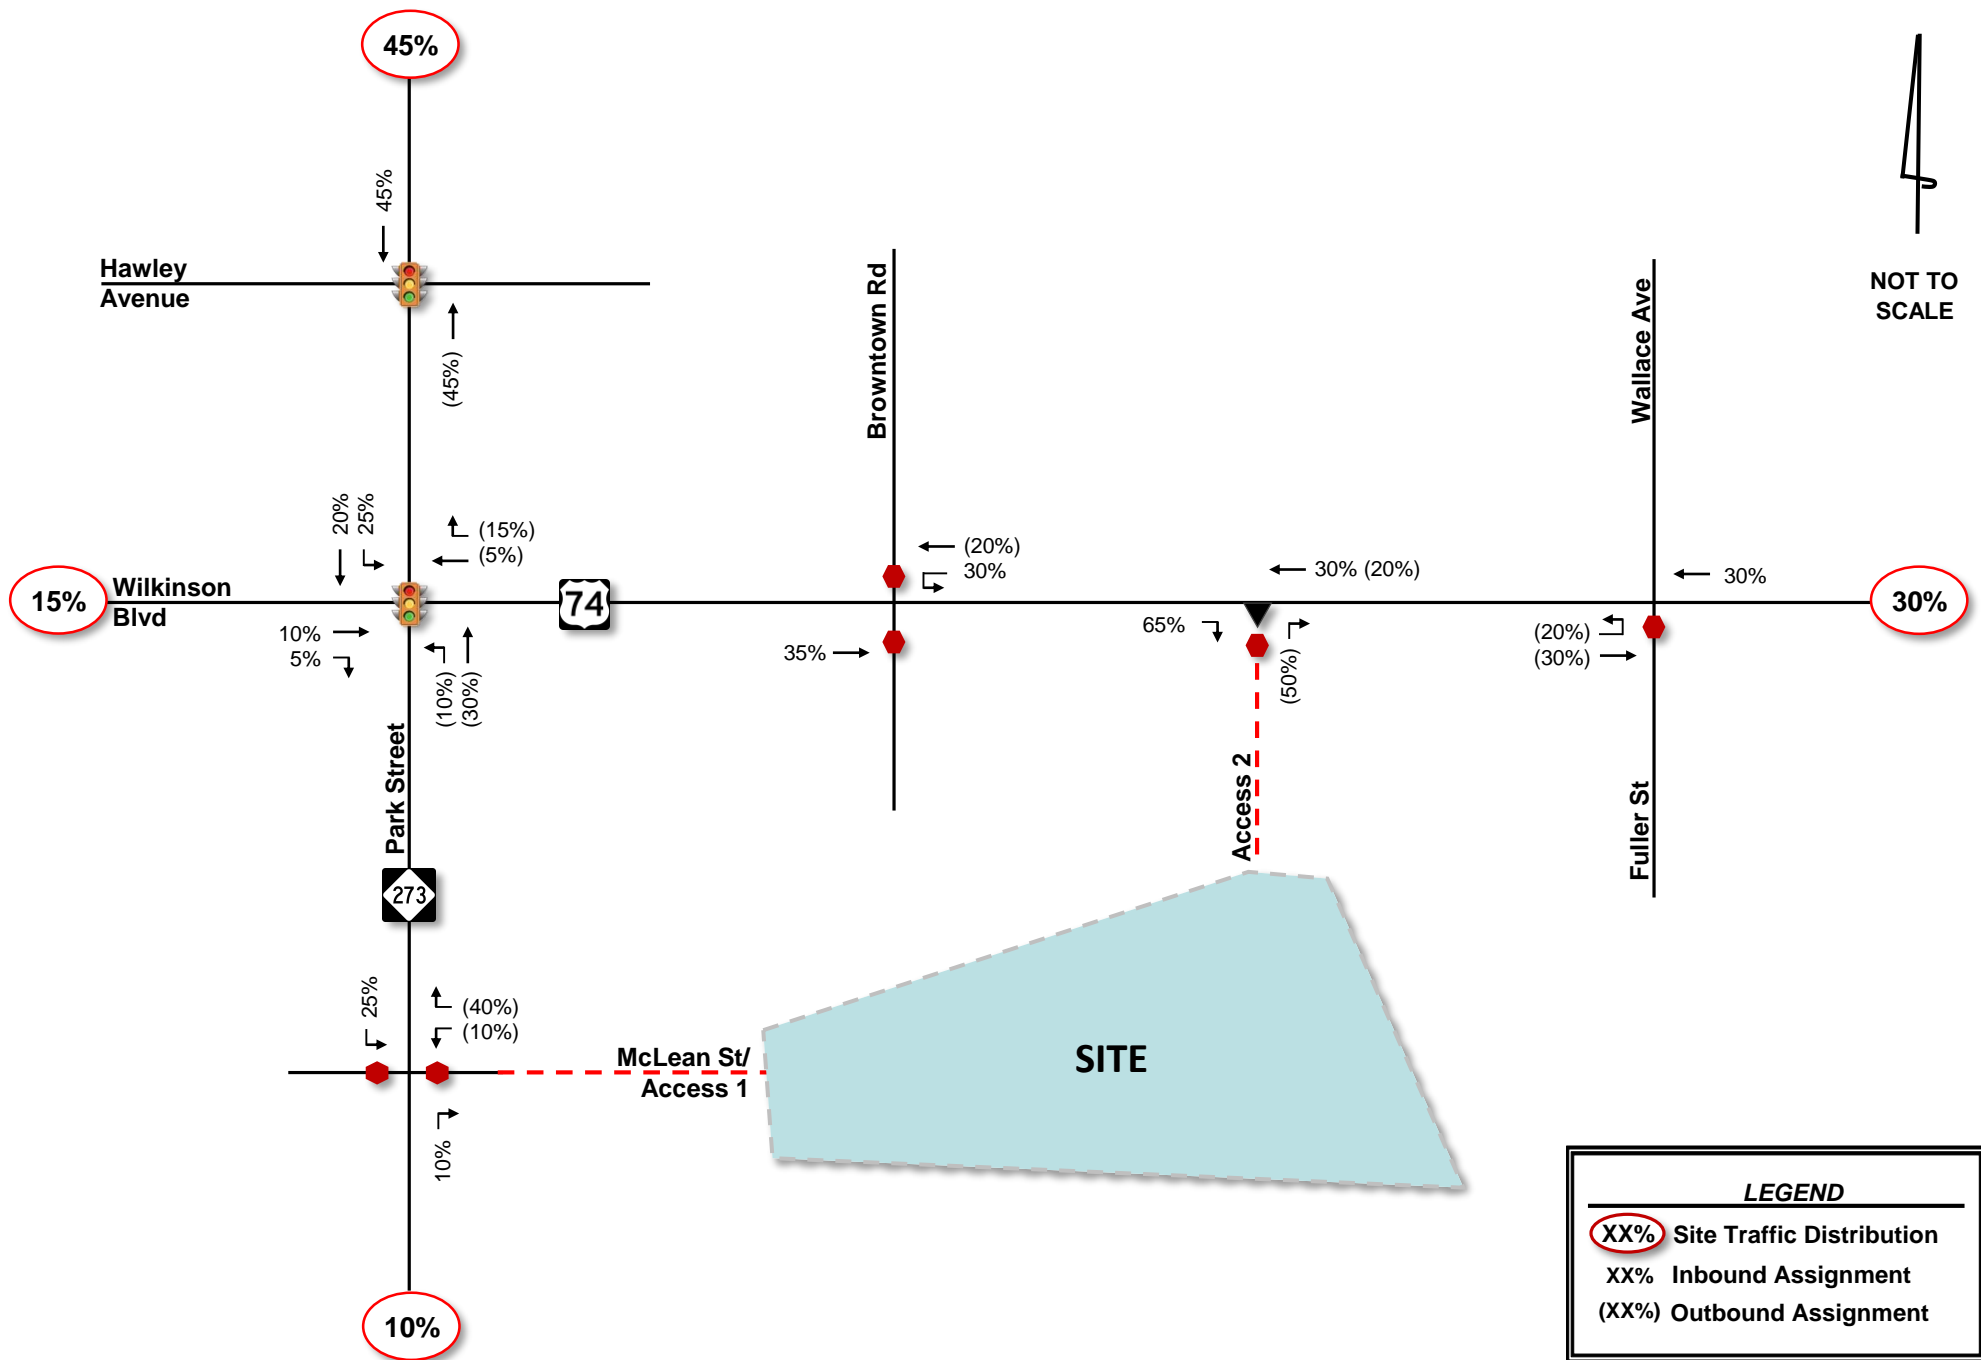 45%
45%
Hawley
Avenue
(45%)
Browntown Rd
Wallace Ave
NOT TO
SCALE
20%
25%
(15%)
(5%)
(20%)
30%
30% (20%)
30%
15%
Wilkinson
Blvd
74
30%
10%
5%
(10%)
(30%)
35%
65%
(50%)
(20%)
(30%)
Park Street
Access 2
Fuller St
273
25%
(40%)
(10%)
McLean St/
Access 1
SITE
10%
10%
LEGEND
XX% Site Traffic Distribution
XX% Inbound Assignment
(XX%) Outbound Assignment